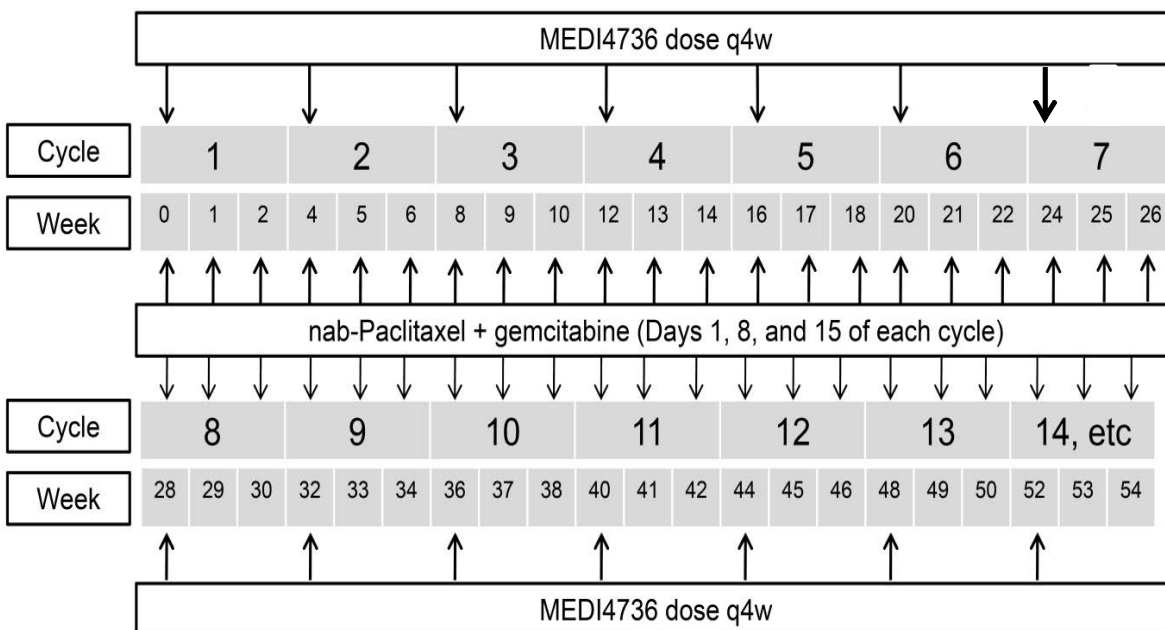 MEDI4736 dose q4w
Cycle 1 2 3 4 5 6 7
Week 0 1 2 4 5 6 8 9 10 12 13 14 16 17 18 20 21 22 24 25 26
nab-Paclitaxel + gemcitabine (Days 1, 8, and 15 of each cycle)
Cycle 8 9 10 11 12 13 14, etc
Week 28 29 30 32 33 34 36 37 38 40 41 42 44 45 46 48 49 50 52 53 54
MEDI4736 dose q4w